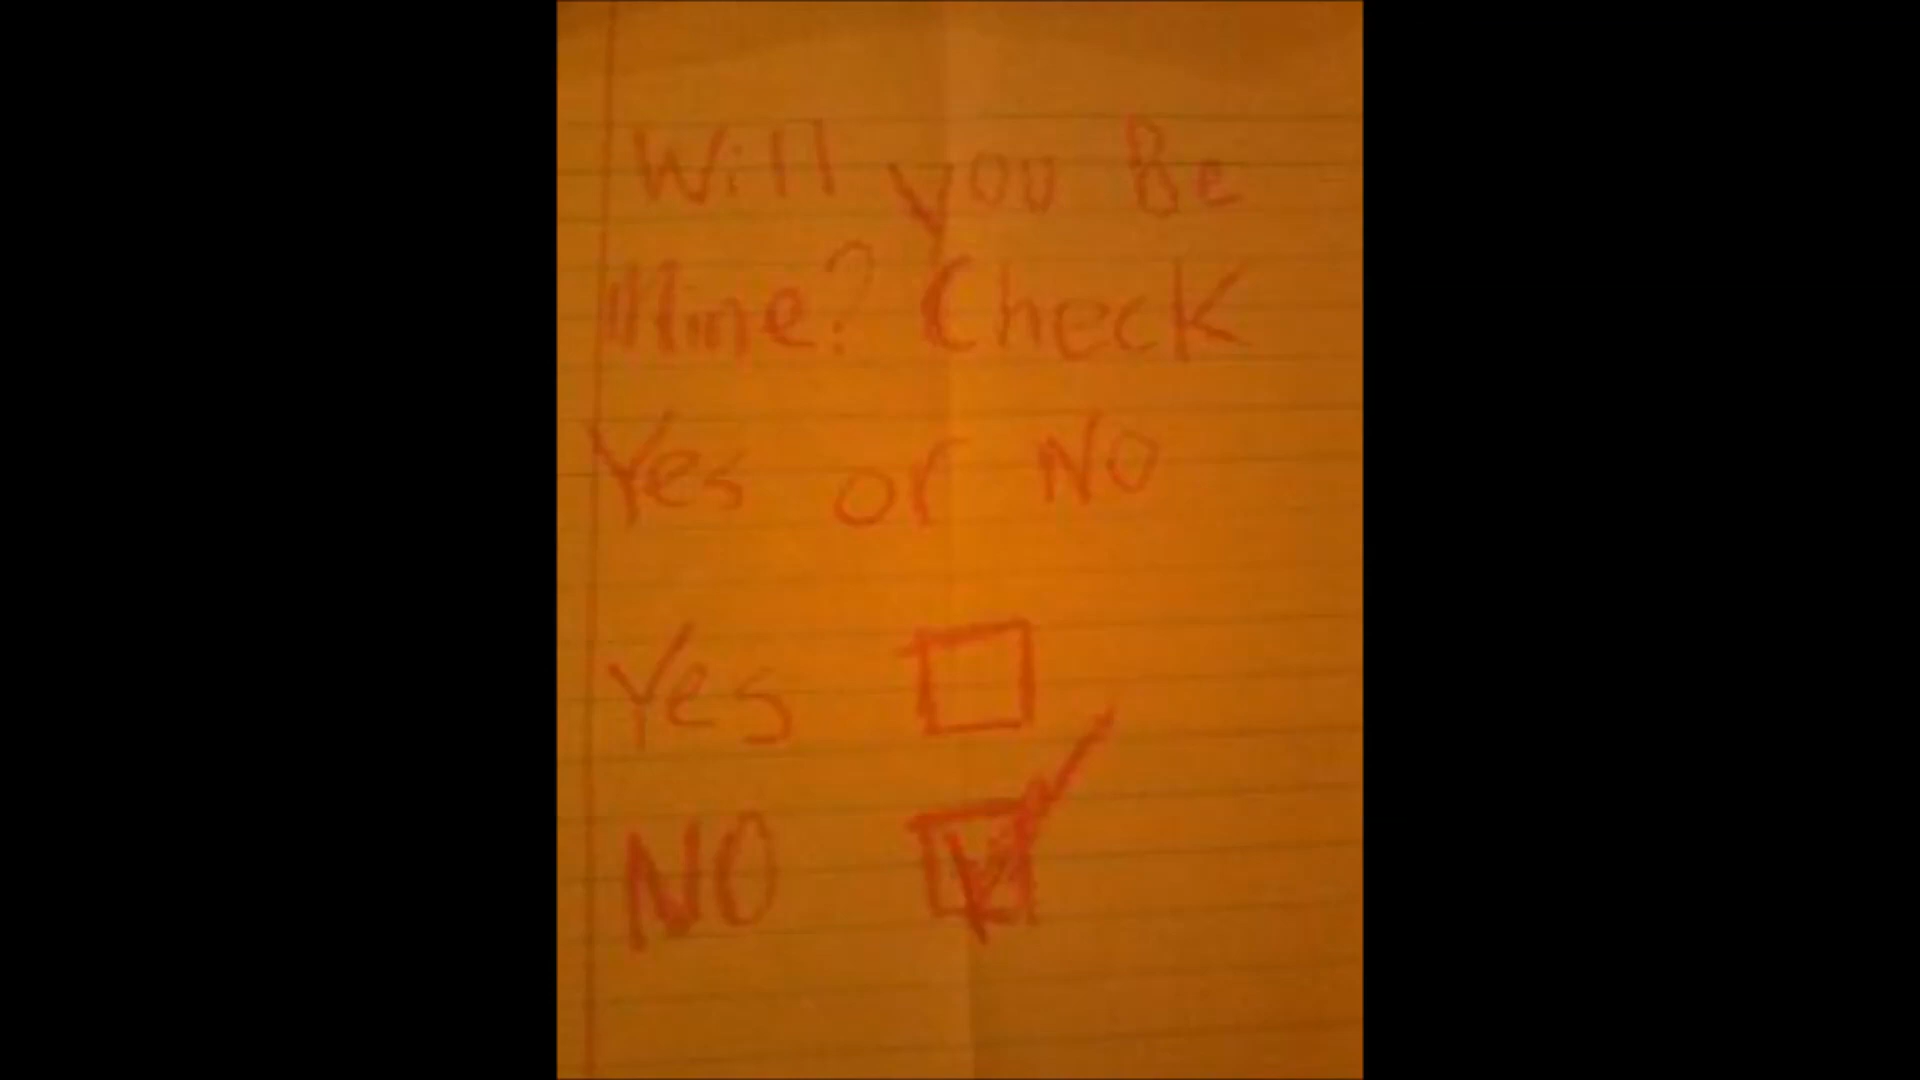 Will you Be
Mine? Check
Yes or No
Yes
NO